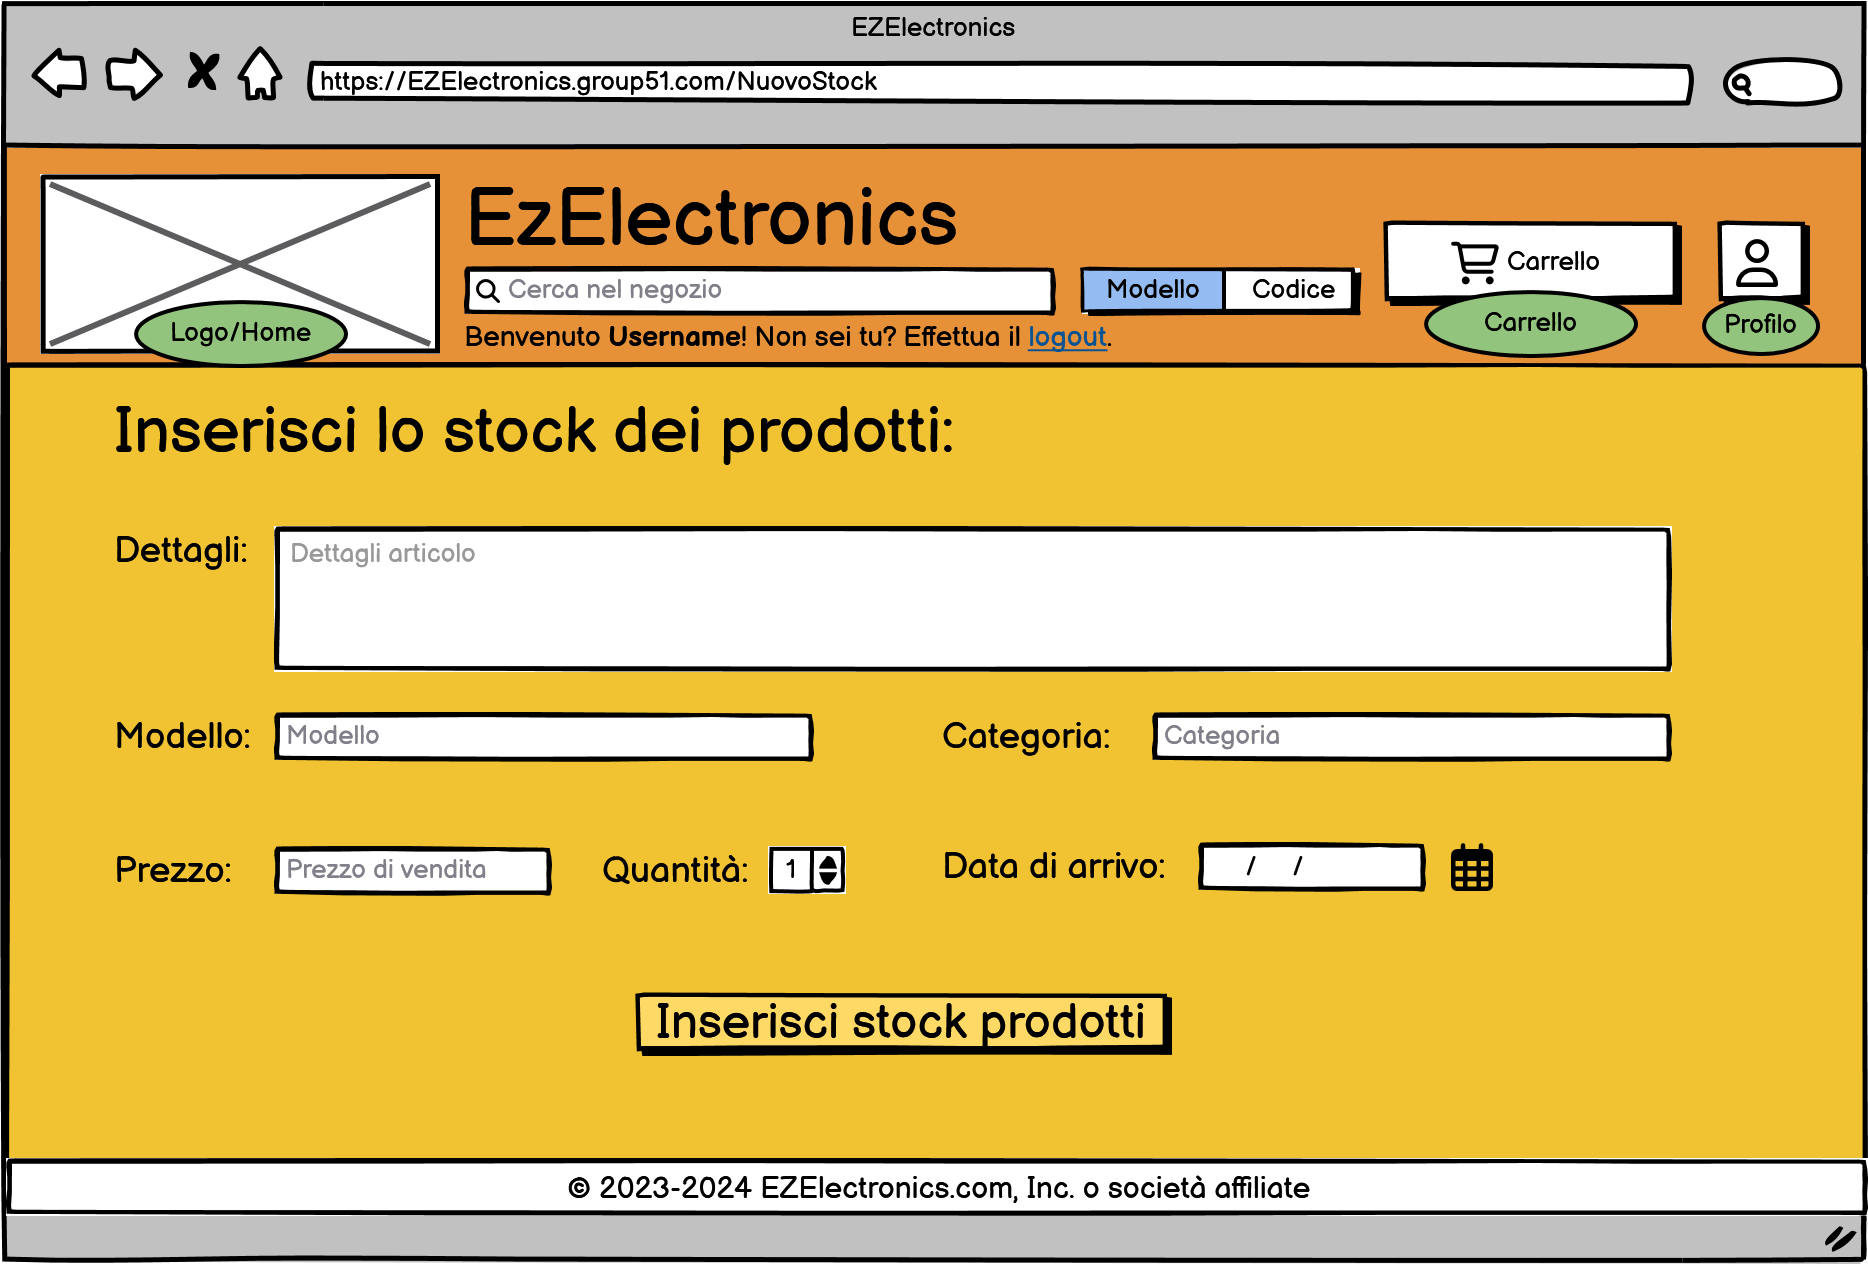 EZElectronics
https://EZElectronics.group51.com/NuovoStock
EzElectronics
Cerca nel negozio
Modello Codice
Carrello
Logo/Home
Carrello
Profilo
Benvenuto Username! Non sei tu? Effettua il logout.
Inserisci lo stock dei prodotti:
Dettagli: Dettagli articolo
Modello: Modello Categoria: Categoria
Prezzo: Prezzo di vendita Quantità: 1 Data di arrivo: / /
Inserisci stock prodotti
© 2023-2024 EZElectronics.com, Inc. o società affiliate